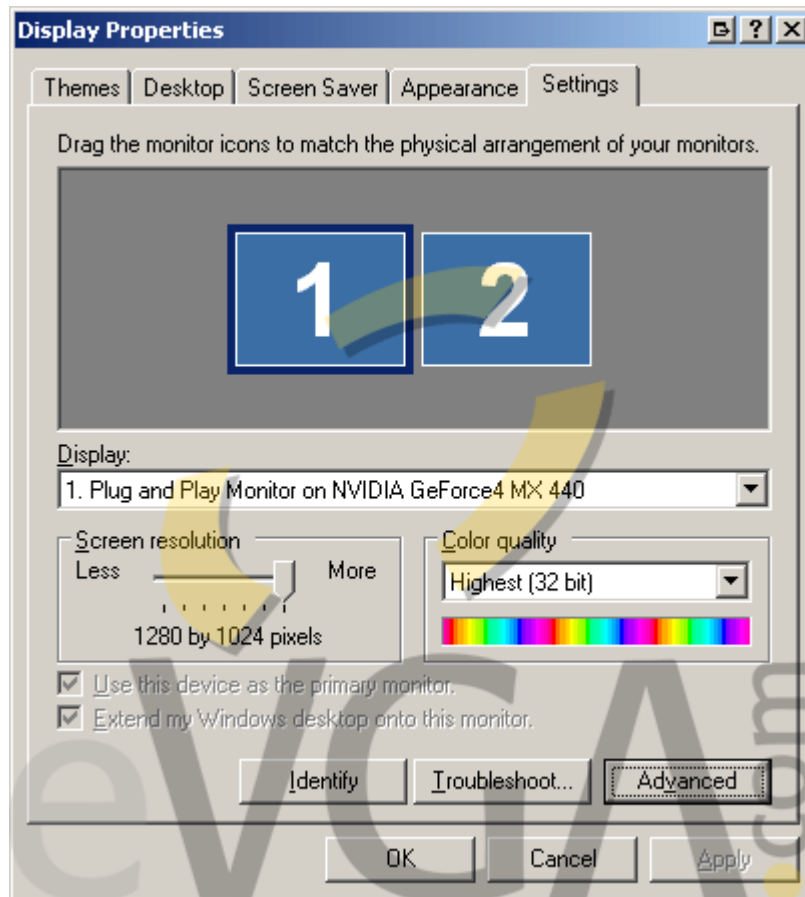 Display Properties
Themes Desktop Screen Saver Appearance Settings
Drag the monitor icons to match the physical arrangement of your monitors.
1 2
Display:
1. Plug and Play Monitor on NVIDIA GeForce4 MX 440
Screen resolution Color quality
Less More Highest (32 bit)
1280 by 1024 pixels
Use this device as the primary monitor.
Extend my Windows desktop onto this monitor.
Identify Troubleshoot... Advanced
OK Cancel Apply
eVGA.com